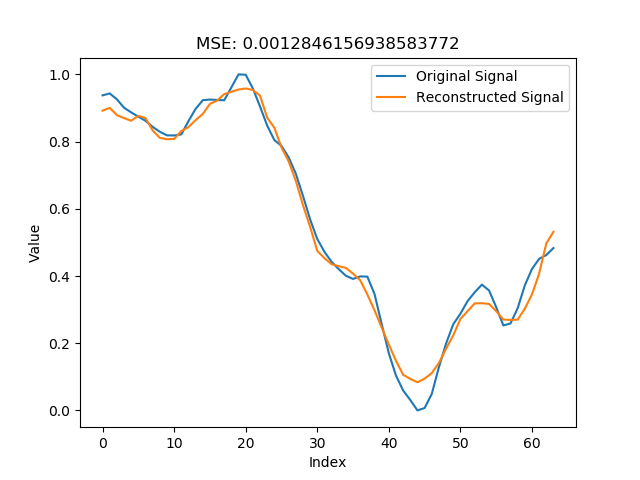 MSE: 0.0012846156938583772
Original Signal
Reconstructed Signal
1.0
0.8
0.6
0.4
0.2
0.0
Value
0 10 20 30 40 50 60
Index